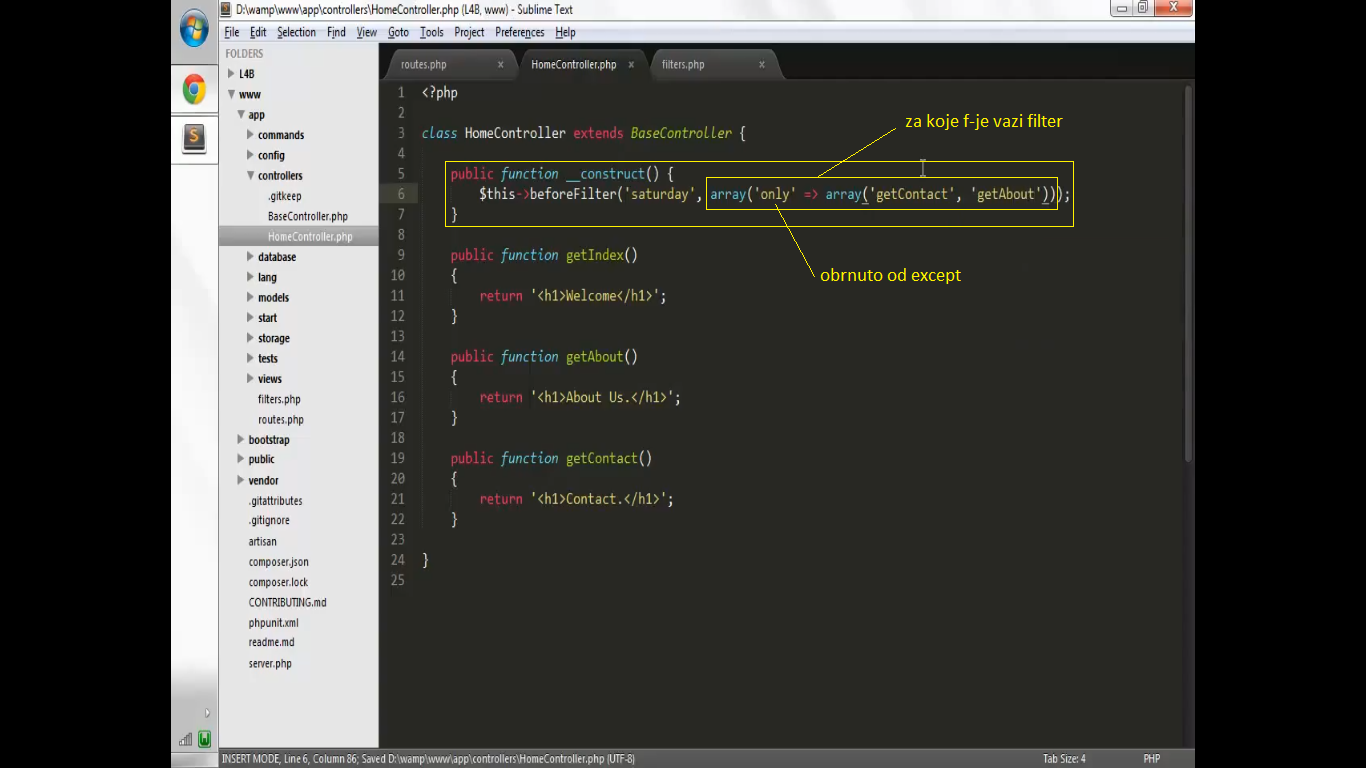 D:\wamp\www\app\controllers\HomeController.php (L4B, www) - Sublime Text
File Edit Selection Find View Goto Tools Project Preferences Help
FOLDERS
L4B
www
app
commands
config
controllers
.gitkeep
BaseController.php
HomeController.php
database
lang
models
start
storage
tests
views
filters.php
routes.php
bootstrap
public
vendor
.gitattributes
.gitignore
artisan
composer.json
composer.lock
CONTRIBUTING.md
phpunit.xml
readme.md
server.php
routes.php × HomeController.php × filters.php ×
1 <?php
2
3 class HomeController extends BaseController {
4
za koje f-je vazi filter
5 public function __construct() {
6 $this->beforeFilter('saturday', array('only' => array('getContact', 'getAbout')));
7 }
8
9 public function getIndex()
10 {
obrnuto od except
11 return '<h1>Welcome</h1>';
12 }
13
14 public function getAbout()
15 {
16 return '<h1>About Us.</h1>';
17 }
18
19 public function getContact()
20 {
21 return '<h1>Contact.</h1>';
22 }
23
24 }
25
INSERT MODE, Line 6, Column 86; Saved D:\wamp\www\app\controllers\HomeController.php (UTF-8) Tab Size: 4 PHP